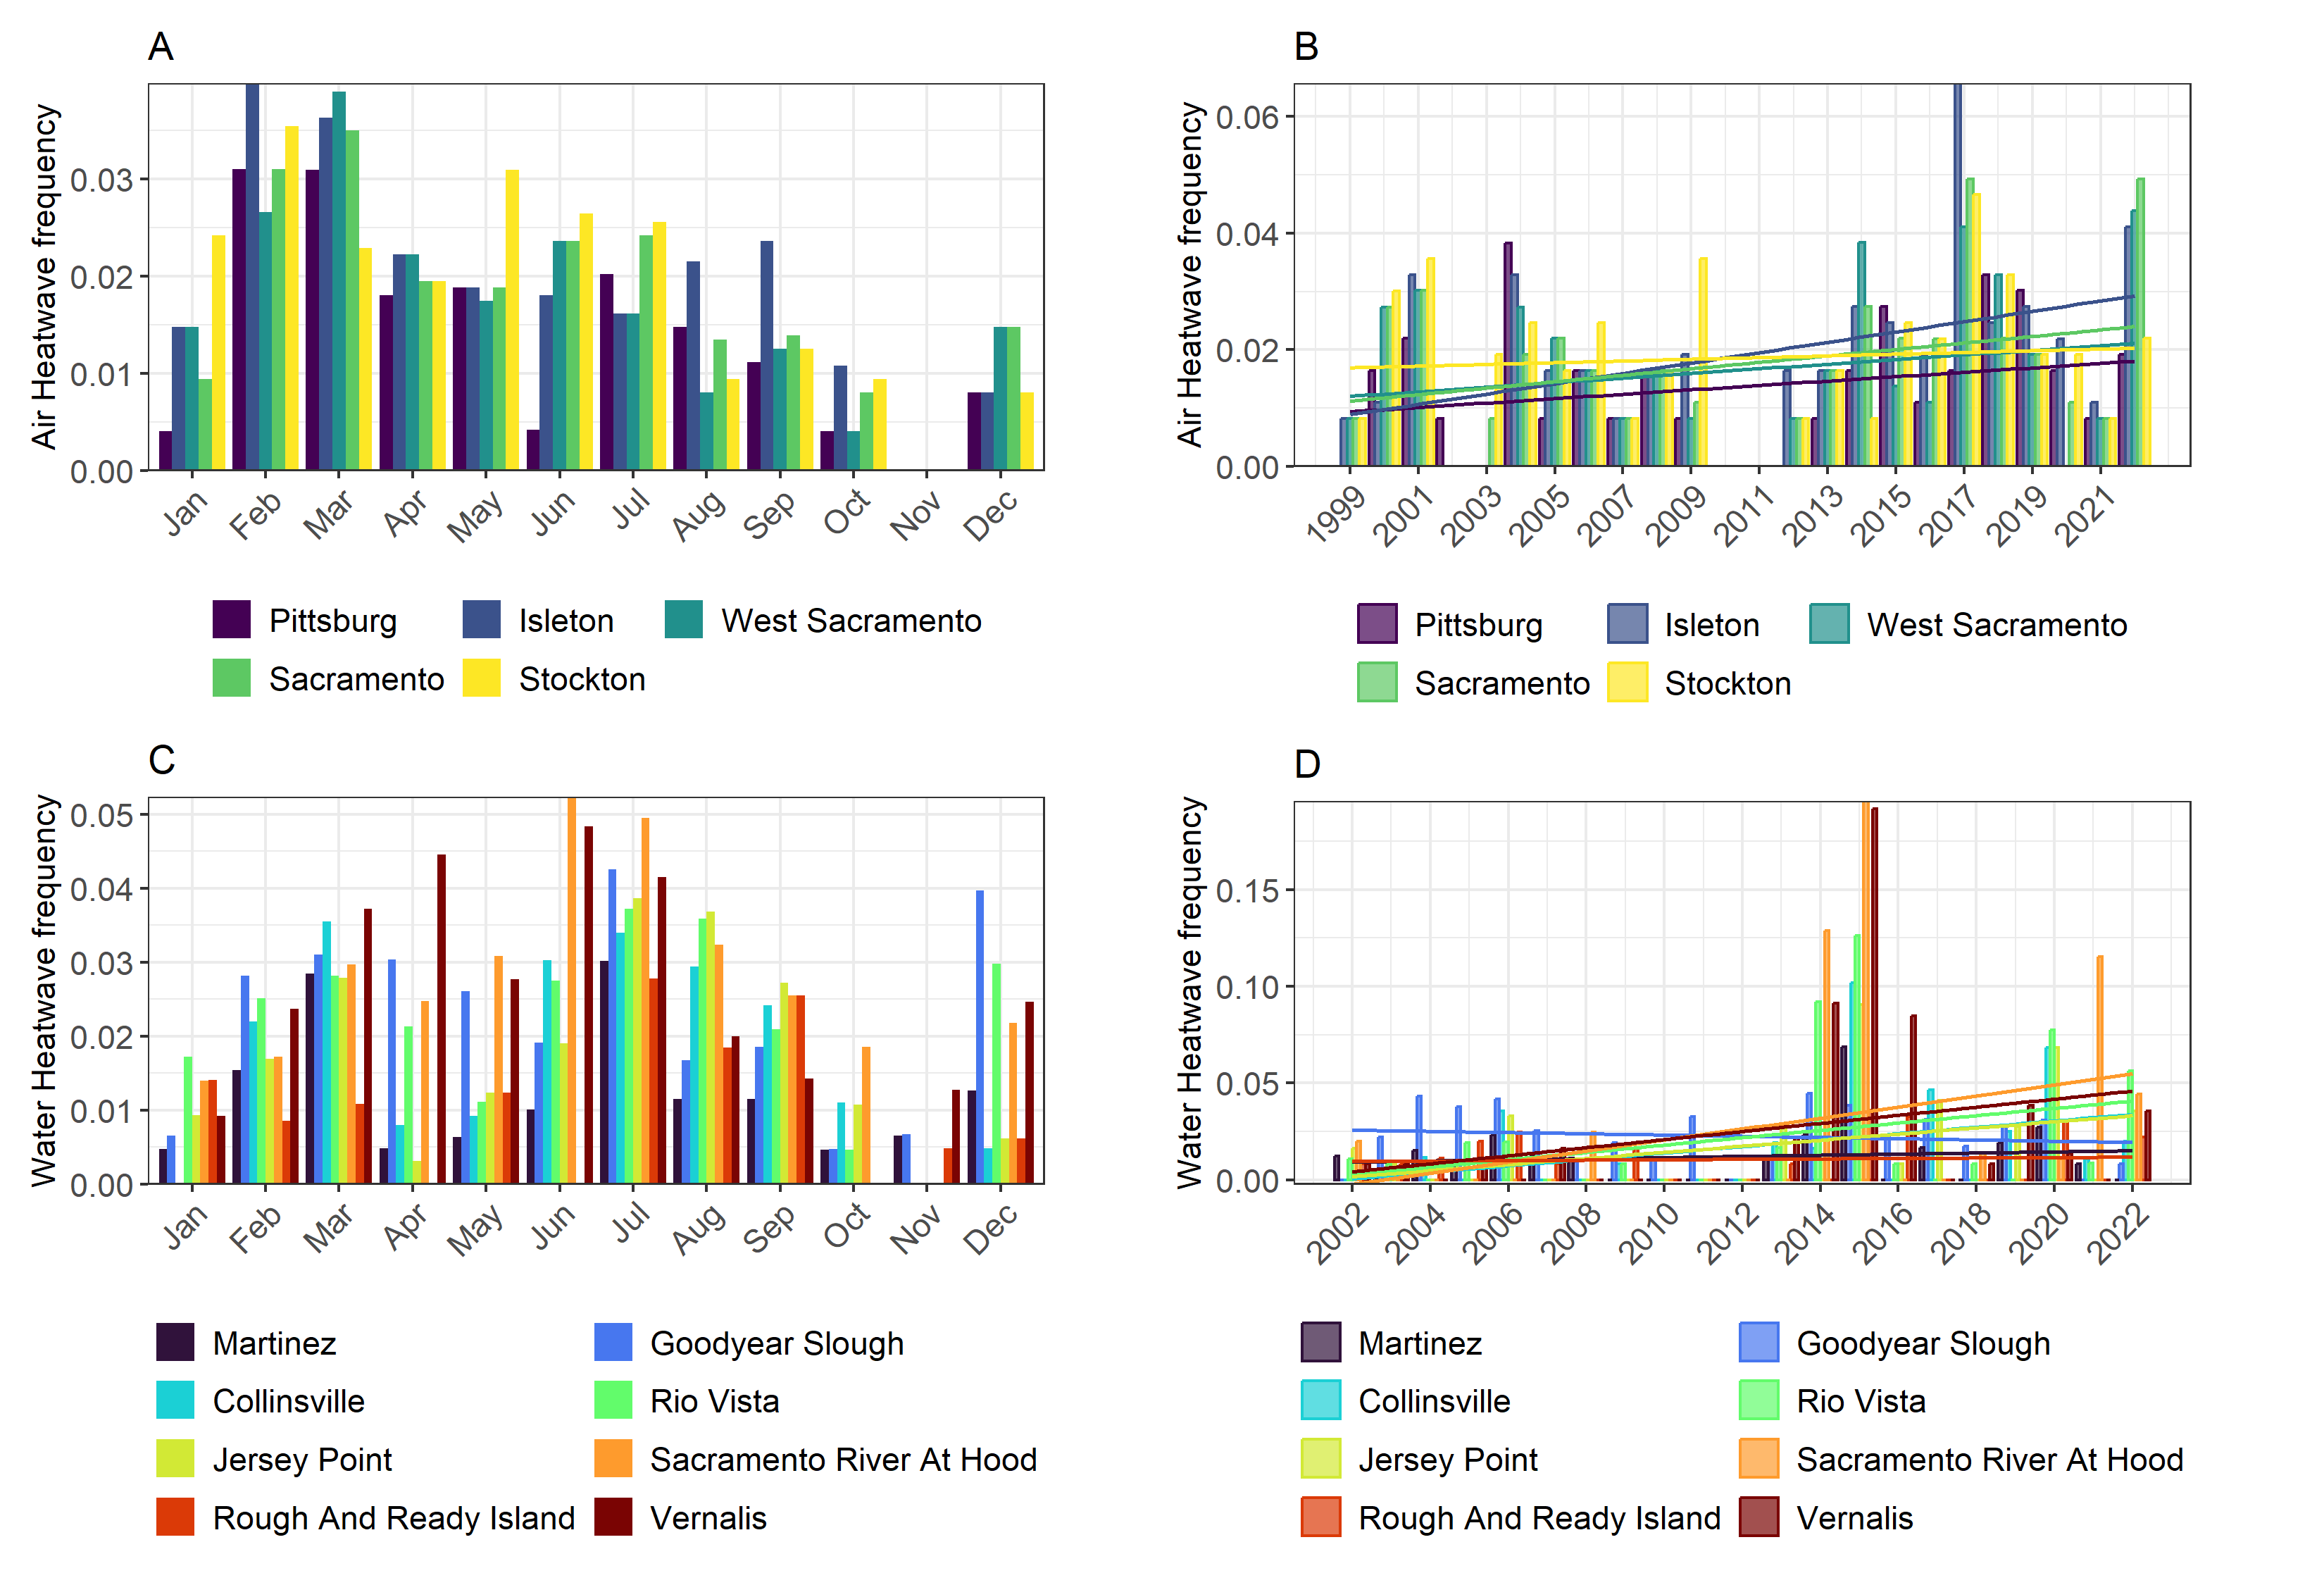 A
Air Heatwave frequency
0.03
0.02
0.01
0.00
Jan Feb Mar Apr May Jun Jul Aug Sep Oct Nov Dec
Pittsburg Isleton West Sacramento
Sacramento Stockton
B
Air Heatwave frequency
0.06
0.04
0.02
0.00
1999 2001 2003 2005 2007 2009 2011 2013 2015 2017 2019 2021
Pittsburg Isleton West Sacramento
Sacramento Stockton
C
Water Heatwave frequency
0.05
0.04
0.03
0.02
0.01
0.00
Jan Feb Mar Apr May Jun Jul Aug Sep Oct Nov Dec
Martinez Goodyear Slough
Collinsville Rio Vista
Jersey Point Sacramento River At Hood
Rough And Ready Island Vernalis
D
Water Heatwave frequency
0.15
0.10
0.05
0.00
2002 2004 2006 2008 2010 2012 2014 2016 2018 2020 2022
Martinez Goodyear Slough
Collinsville Rio Vista
Jersey Point Sacramento River At Hood
Rough And Ready Island Vernalis